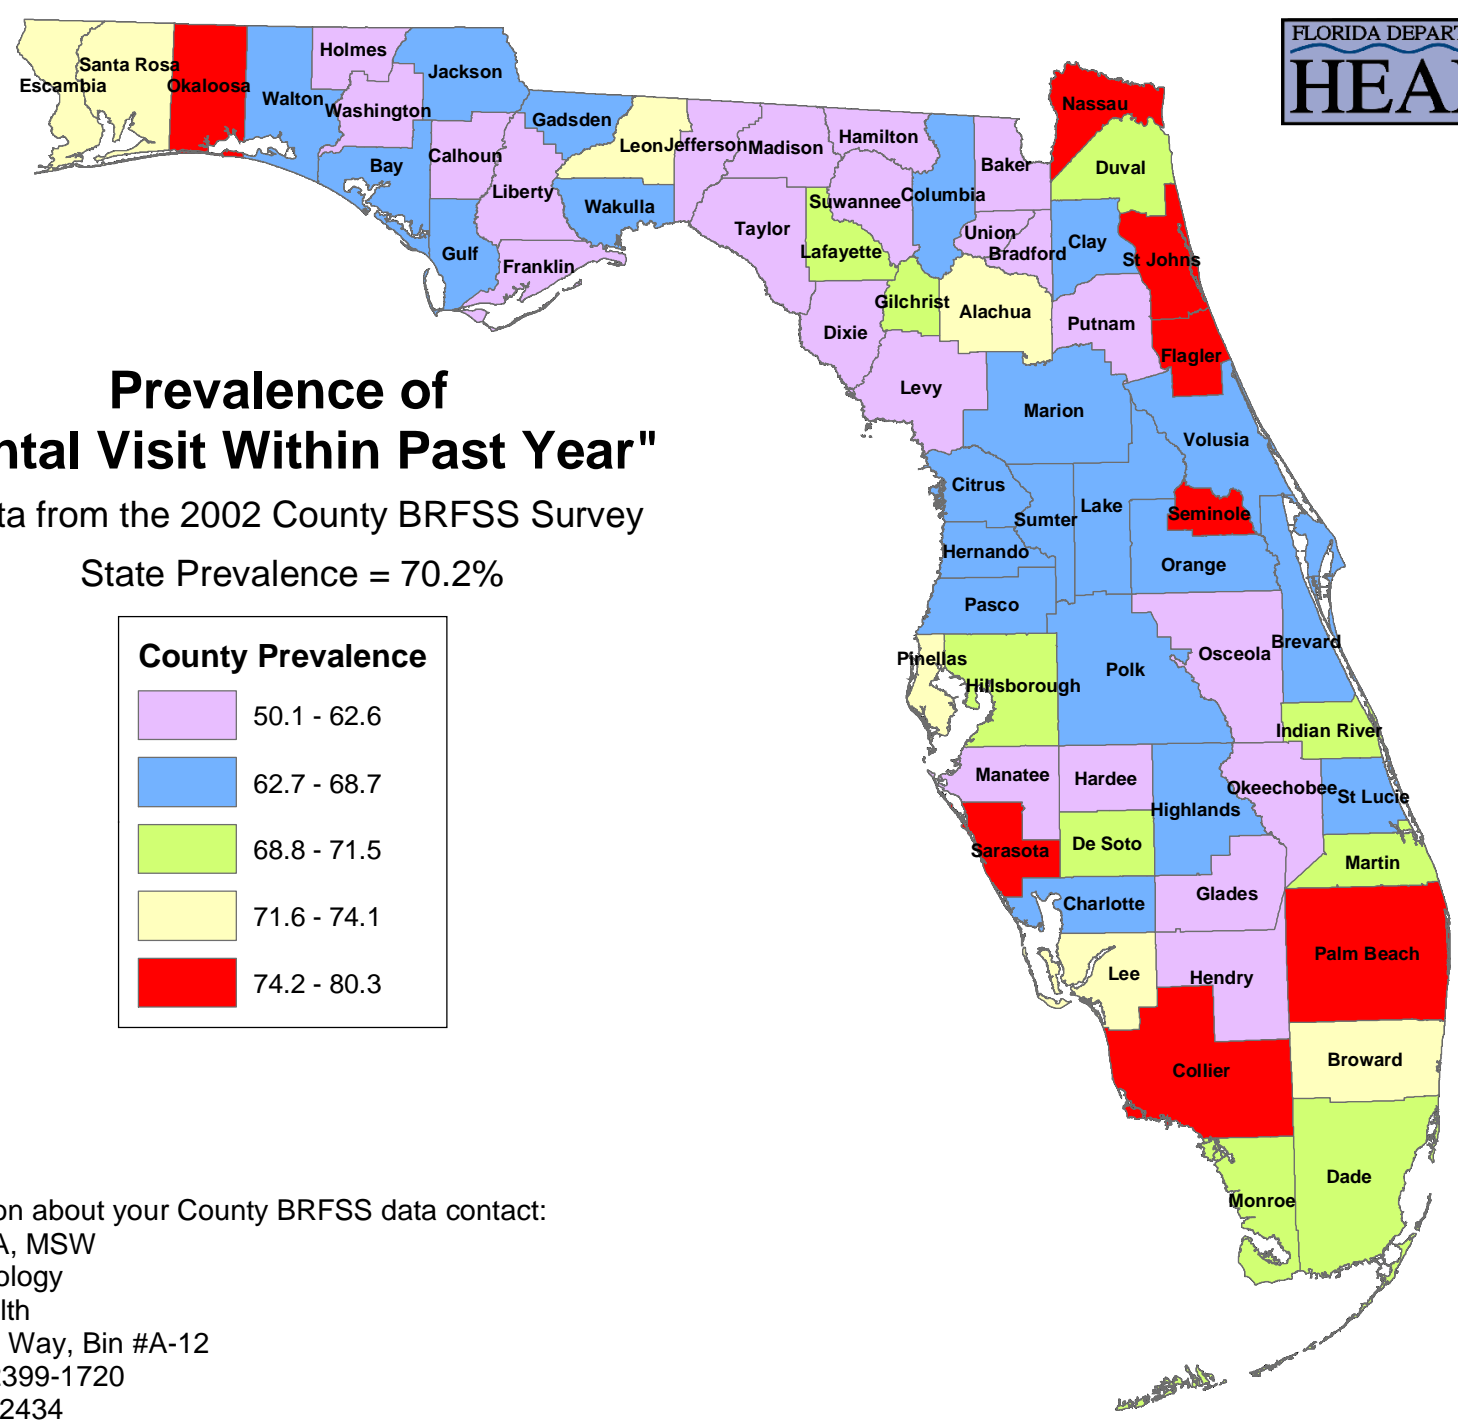 FLORIDA DEPART
HEA
Holmes
Santa Rosa
Jackson
Escambia
Okaloosa
Walton
Washington
Nassau
Gadsden
Leon
Jefferson
Madison
Hamilton
Calhoun
Bay
Baker
Duval
Liberty
Wakulla
Suwannee
Columbia
Taylor
Union
Clay
Gulf
Franklin
Lafayette
Bradford
St Johns
Gilchrist
Alachua
Dixie
Putnam
Flagler
Levy
Marion
Volusia
Prevalence of
ntal Visit Within Past Year"
ta from the 2002 County BRFSS Survey
State Prevalence = 70.2%
Citrus
Sumter
Lake
Seminole
Hernando
Orange
Pasco
Pinellas
Hillsborough
Polk
Osceola
Brevard
Indian River
Manatee
Hardee
Highlands
Okeechobee
St Lucie
Sarasota
De Soto
Martin
Charlotte
Glades
Lee
Hendry
Palm Beach
Collier
Broward
Dade
Monroe
County Prevalence
50.1 - 62.6
62.7 - 68.7
68.8 - 71.5
71.6 - 74.1
74.2 - 80.3
on about your County BRFSS data contact:
A, MSW
ology
lth
Way, Bin #A-12
2399-1720
2434